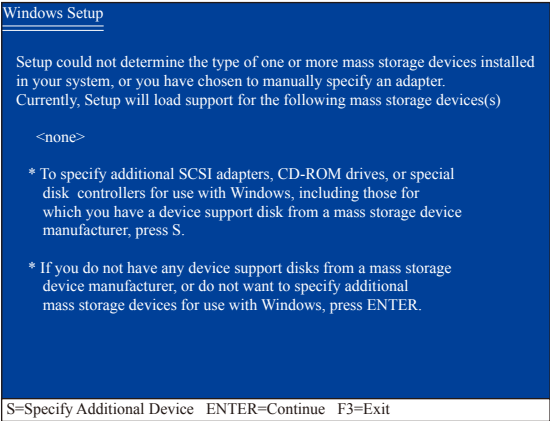 Windows Setup
Setup could not determine the type of one or more mass storage devices installed
in your system, or you have chosen to manually specify an adapter.
Currently, Setup will load support for the following mass storage devices(s)
<none>
* To specify additional SCSI adapters, CD-ROM drives, or special
disk controllers for use with Windows, including those for
which you have a device support disk from a mass storage device
manufacturer, press S.
* If you do not have any device support disks from a mass storage
device manufacturer, or do not want to specify additional
mass storage devices for use with Windows, press ENTER.
S=Specify Additional Device ENTER=Continue F3=Exit